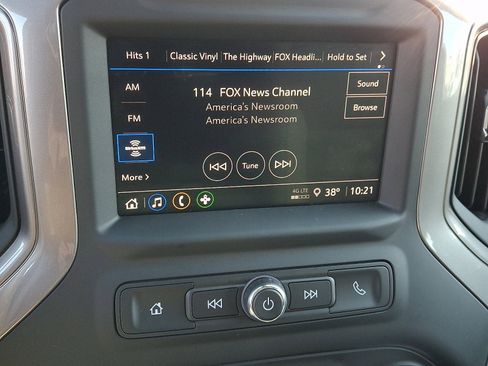 Hits 1 Classic Vinyl The Highway FOX Headli... Hold to Set
AM
114 FOX News Channel
Sound
America's Newsroom
Browse
FM
America's Newsroom
Tune
More
4G LTE
38° 10:21